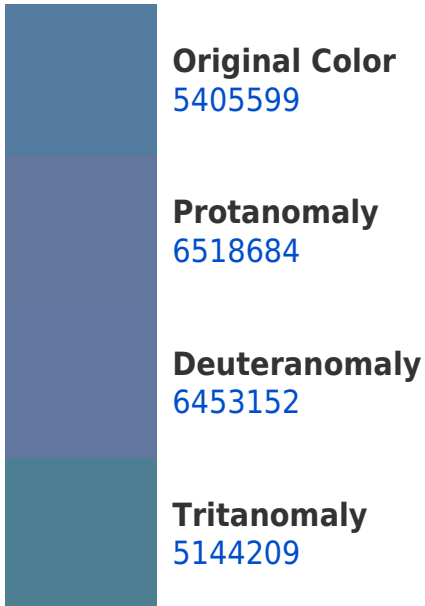 Original Color
5405599
Protanomaly
6518684
Deuteranomaly
6453152
Tritanomaly
5144209